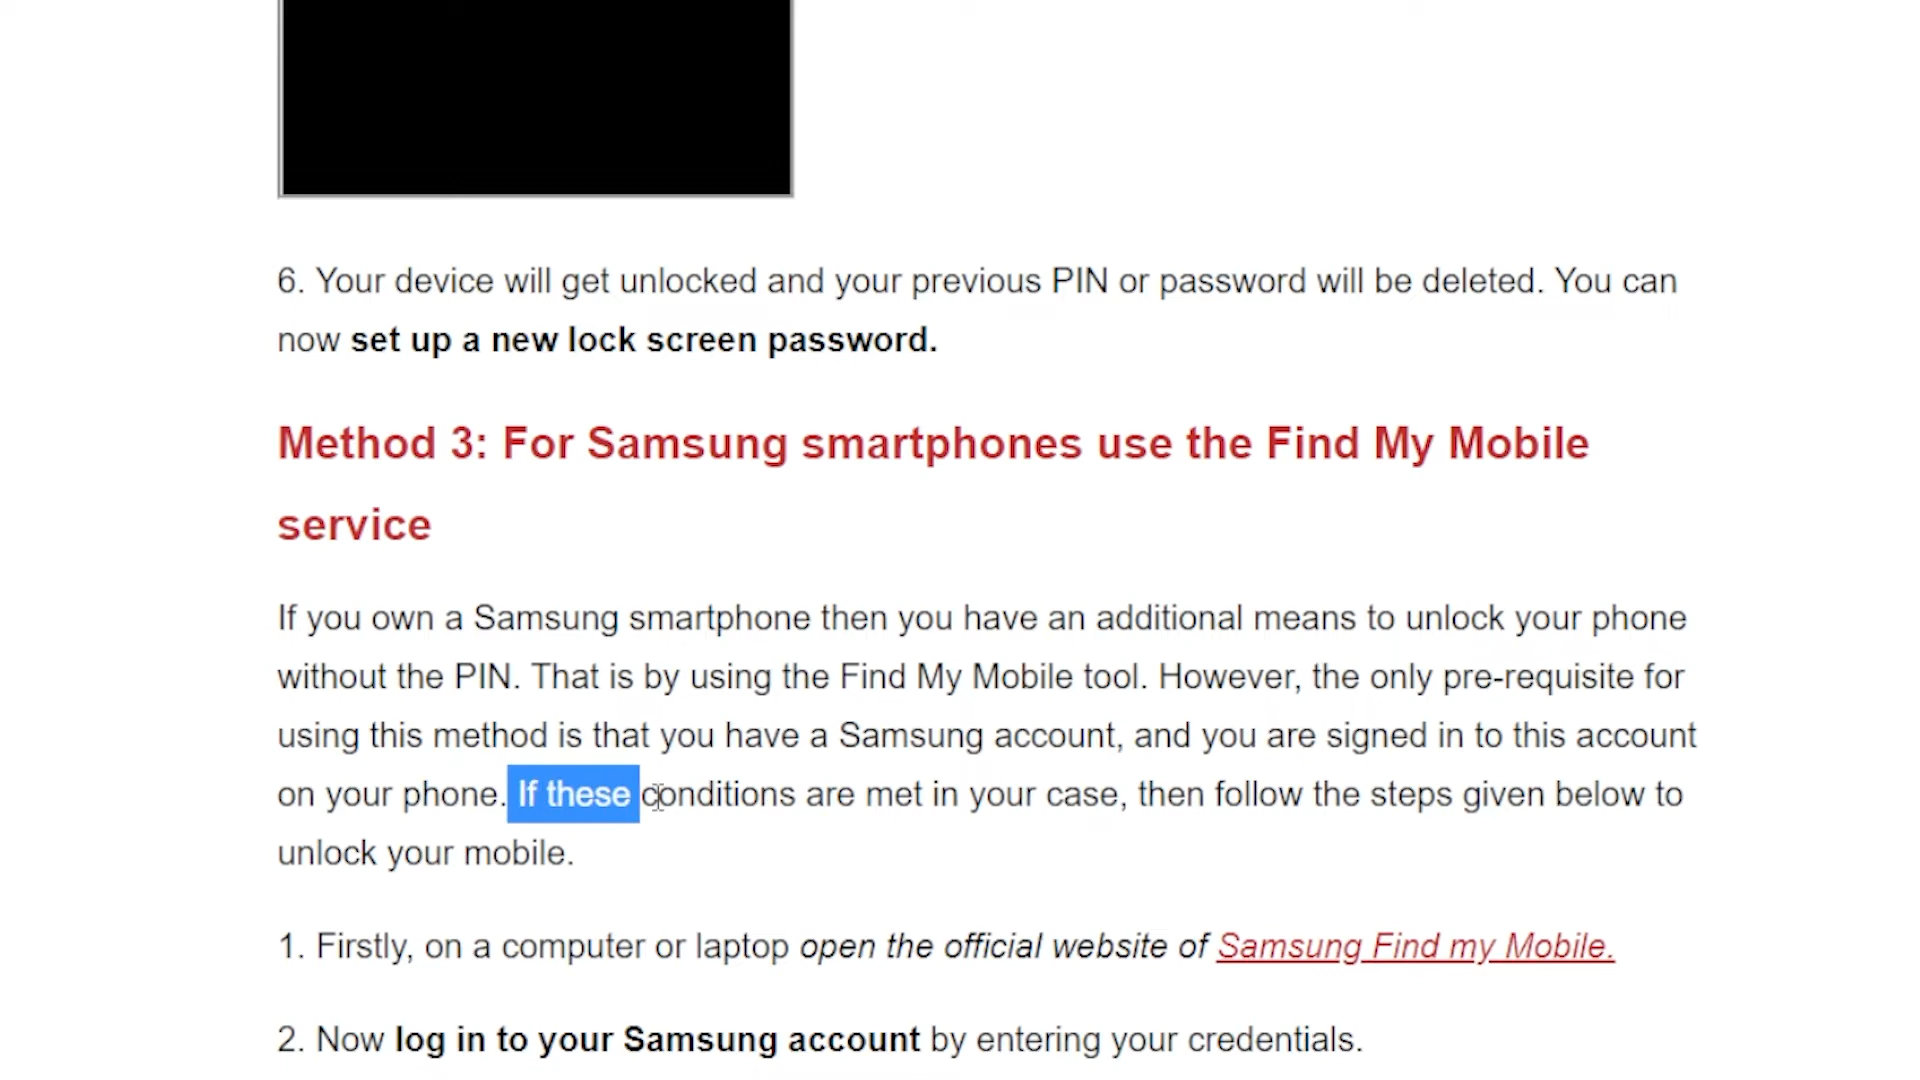 6. Your device will get unlocked and your previous PIN or password will be deleted. You can
now set up a new lock screen password.
Method 3: For Samsung smartphones use the Find My Mobile
service
If you own a Samsung smartphone then you have an additional means to unlock your phone
without the PIN. That is by using the Find My Mobile tool. However, the only pre-requisite for
using this method is that you have a Samsung account, and you are signed in to this account
on your phone. If these conditions are met in your case, then follow the steps given below to
unlock your mobile.
1. Firstly, on a computer or laptop open the official website of Samsung Find my Mobile.
2. Now log in to your Samsung account by entering your credentials.